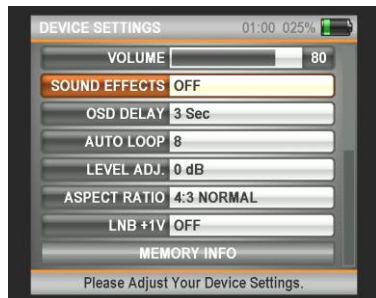 DEVICE SETTINGS 01:00 025%
VOLUME 80
SOUND EFFECTS OFF
OSD DELAY 3 Sec
AUTO LOOP 8
LEVEL ADJ. 0 dB
ASPECT RATIO 4:3 NORMAL
LNB +1V OFF
MEMORY INFO
Please Adjust Your Device Settings.